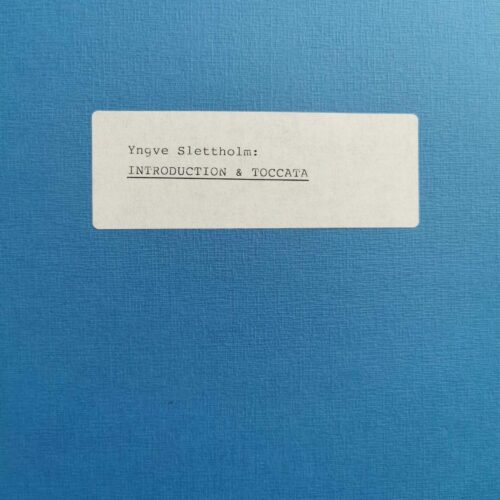 Yngve Slettholm:
INTRODUCTION & TOCCATA